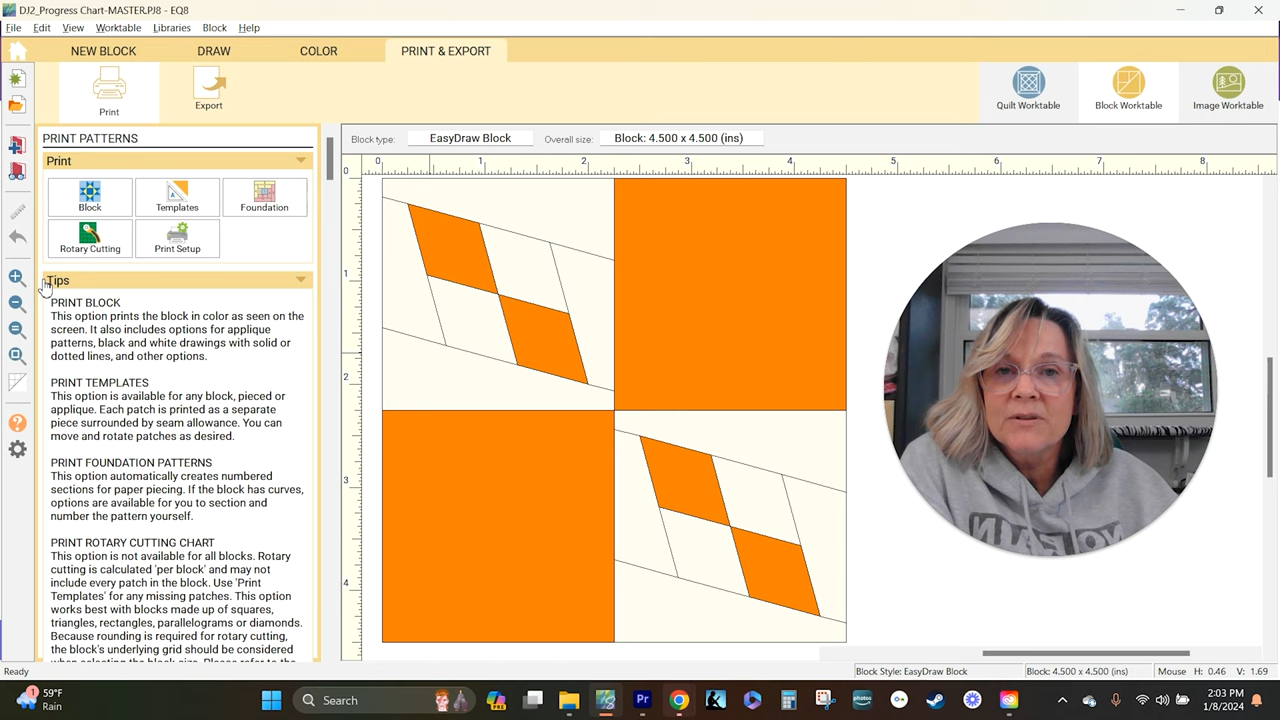 DJ2_Progress Chart-MASTER.PJ8 - EQ8
File Edit View Worktable Libraries Block Help
NEW BLOCK DRAW COLOR PRINT & EXPORT
Print
Export
Quilt Worktable
Block Worktable
Image Worktable
PRINT PATTERNS
Block type: EasyDraw Block Overall size: Block: 4.500 x 4.500 (ins)
Print
0 1 2 3 4 5 6 7 8
0
1
2
3
4
Block
Templates
Foundation
Rotary Cutting
Print Setup
Tips
PRINT BLOCK
This option prints the block in color as seen on the
screen. It also includes options for applique
patterns, black and white drawings with solid or
dotted lines, and other options.
PRINT TEMPLATES
This option is available for any block, pieced or
applique. Each patch is printed as a separate
piece surrounded by seam allowance. You can
move and rotate patches as desired.
PRINT FOUNDATION PATTERNS
This option automatically creates numbered
sections for paper piecing. If the block has curves,
options are available for you to section and
number the pattern yourself.
PRINT ROTARY CUTTING CHART
This option is not available for all blocks. Rotary
cutting is calculated 'per block' and may not
include every patch in the block. Use 'Print
Templates' for any missing patches. This option
works best with blocks made up of squares,
triangles, rectangles, parallelograms or diamonds.
Because rounding is required for rotary cutting,
the block's underlying grid should be considered
Ready
Block Style: EasyDraw Block
Block: 4.500 x 4.500 (ins)
Mouse H: 0.46 V: 1.69
1
59°F
Rain
Search
PRE
Pr
photos
2:03 PM
1/8/2024